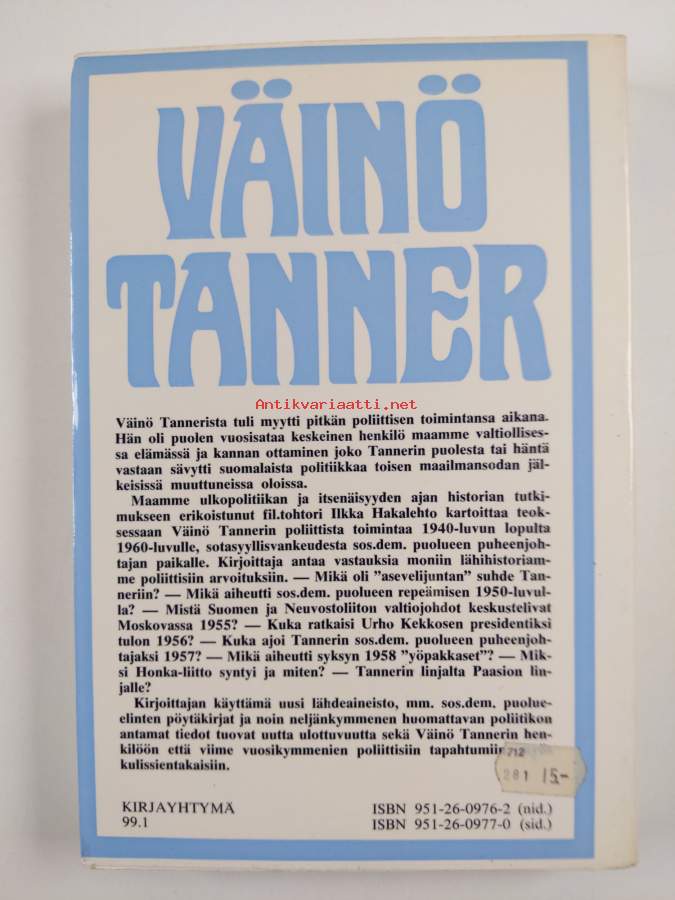 VÄINÖ
TANNER
Antikvariaatti.net
Väinö Tannerista tuli myytti pitkän poliittisen toimintansa aikana.
Hän oli puolen vuosisataa keskeinen henkilö maamme valtiollises-
sa elämässä ja kannan ottaminen joko Tannerin puolesta tai häntä
vastaan sävytti suomalaista politiikkaa toisen maailmansodan jäl-
keisissä muuttuneissa oloissa.
Maamme ulkopolitiikan ja itsenäisyyden ajan historian tutki-
mukseen erikoistunut fil.tohtori Ilkka Hakalehto kartoittaa teok-
sessaan Väinö Tannerin poliittista toimintaa 1940-luvun lopulta
1960-luvulle, sotasyyllisvankeudesta sos.dem. puolueen puheenjoh-
tajan paikalle. Kirjoittaja antaa vastauksia moniin lähihistoriam-
me poliittisiin arvoituksiin. — Mikä oli ”asevelijuntan” suhde Tan-
neriin? — Mikä aiheutti sos.dem. puolueen repeämisen 1950-luvul-
la? — Mistä Suomen ja Neuvostoliiton valtiojohdot keskustelivat
Moskovassa 1955? — Kuka ratkaisi Urho Kekkosen presidentiksi
tulon 1956? — Kuka ajoi Tannerin sos.dem. puolueen puheenjoh-
tajaksi 1957? — Mikä aiheutti syksyn 1958 ”yöpakkaset”? — Mik-
si Honka-liitto syntyi ja miten? — Tannerin linjalta Paasion lin-
jalle?
Kirjoittajan käyttämä uusi lähdeaineisto, mm. sos.dem. puolue-
elinten pöytäkirjat ja noin neljänkymmenen huomattavan poliitikon
antamat tiedot tuovat uutta ulottuvuutta sekä Väinö Tannerin hen-
kilöön että viime vuosikymmenien poliittisiin tapahtumiin
kulissientakaisiin.
712
281 15-
KIRJAYHTYMÄ
99.1
ISBN 951-26-0976-2 (nid.)
ISBN 951-26-0977-0 (sid.)